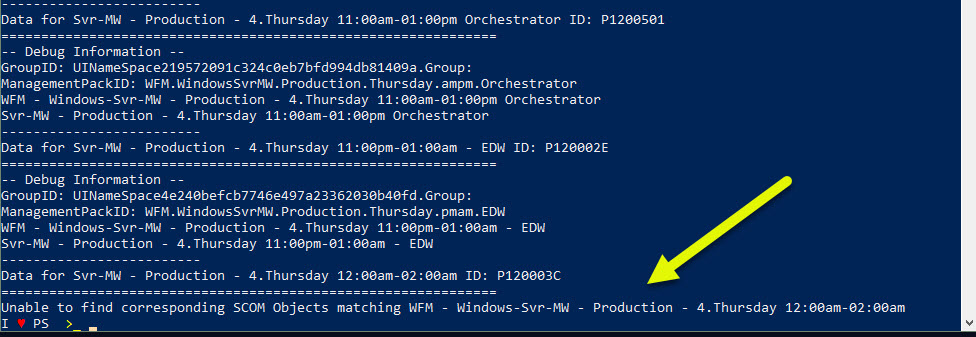 -------------------------
Data for Svr-MW - Production - 4.Thursday 11:00am-01:00pm Orchestrator ID: P1200501
==============================================================
-- Debug Information --
GroupID: UINameSpace219572091c324c0eb7bfd994db81409a.Group:
ManagementPackID: WFM.WindowsSvrMW.Production.Thursday.ampm.Orchestrator
WFM - Windows-Svr-MW - Production - 4.Thursday 11:00am-01:00pm Orchestrator
Svr-MW - Production - 4.Thursday 11:00am-01:00pm Orchestrator
-------------------------
Data for Svr-MW - Production - 4.Thursday 11:00pm-01:00am - EDW ID: P120002E
==============================================================
-- Debug Information --
GroupID: UINameSpace4e240befcb7746e497a23362030b40fd.Group:
ManagementPackID: WFM.WindowsSvrMW.Production.Thursday.pmam.EDW
WFM - Windows-Svr-MW - Production - 4.Thursday 11:00pm-01:00am - EDW
Svr-MW - Production - 4.Thursday 11:00pm-01:00am - EDW
-------------------------
Data for Svr-MW - Production - 4.Thursday 12:00am-02:00am ID: P120003C
==============================================================
Unable to find corresponding SCOM Objects matching WFM - Windows-Svr-MW - Production - 4.Thursday 12:00am-02:00am
I ♥ PS  >_